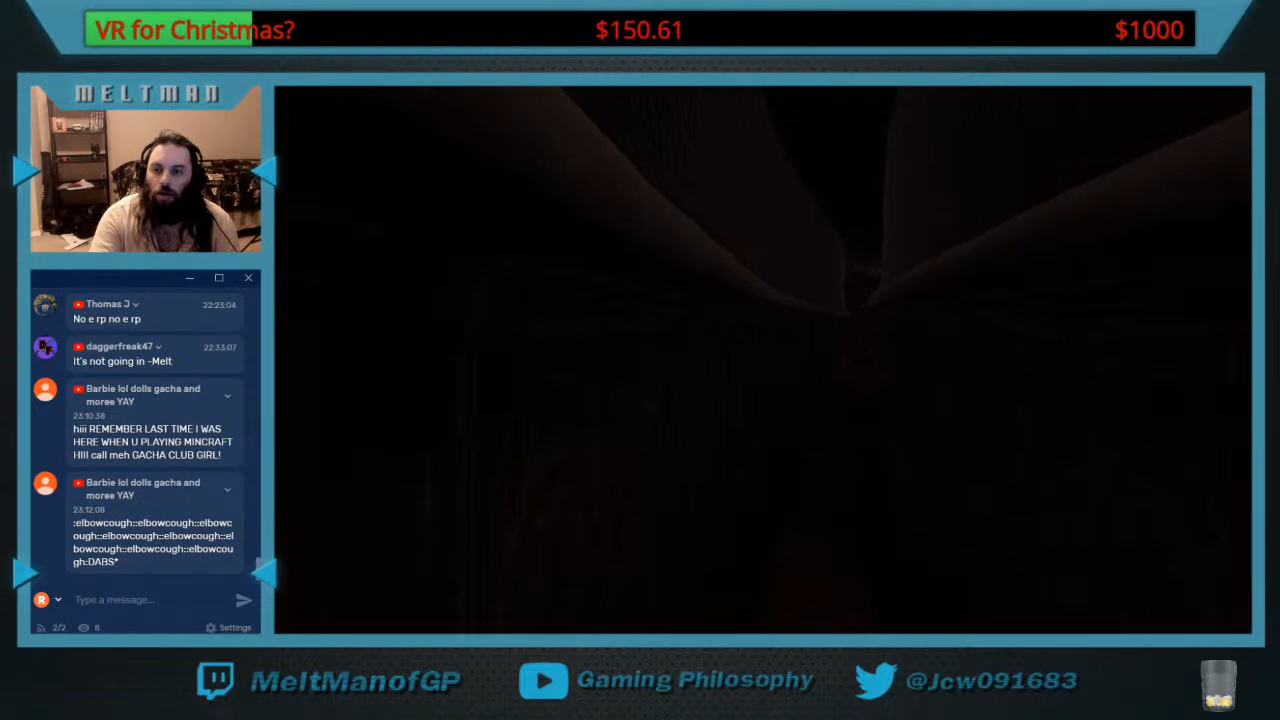 VR for Christmas? $150.61 $1000
MELTMAN
Thomas J 22:23:04
No e rp no e rp
daggerfreak47 22:33:07
It's not going in -Melt
Barbie lol dolls gacha and
moree YAY
23:10:38
hiii REMEMBER LAST TIME I WAS
HERE WHEN U PLAYING MINCRAFT
HIII call meh GACHA CLUB GIRL!
Barbie lol dolls gacha and
moree YAY
23:12:08
:elbowcough::elbowcough::elbowc
ough::elbowcough::elbowcough::el
bowcough::elbowcough::elbowcou
gh:DABS*
R Type a message...
2/2 8 Settings
MeltManofGP Gaming Philosophy @Jcw091683